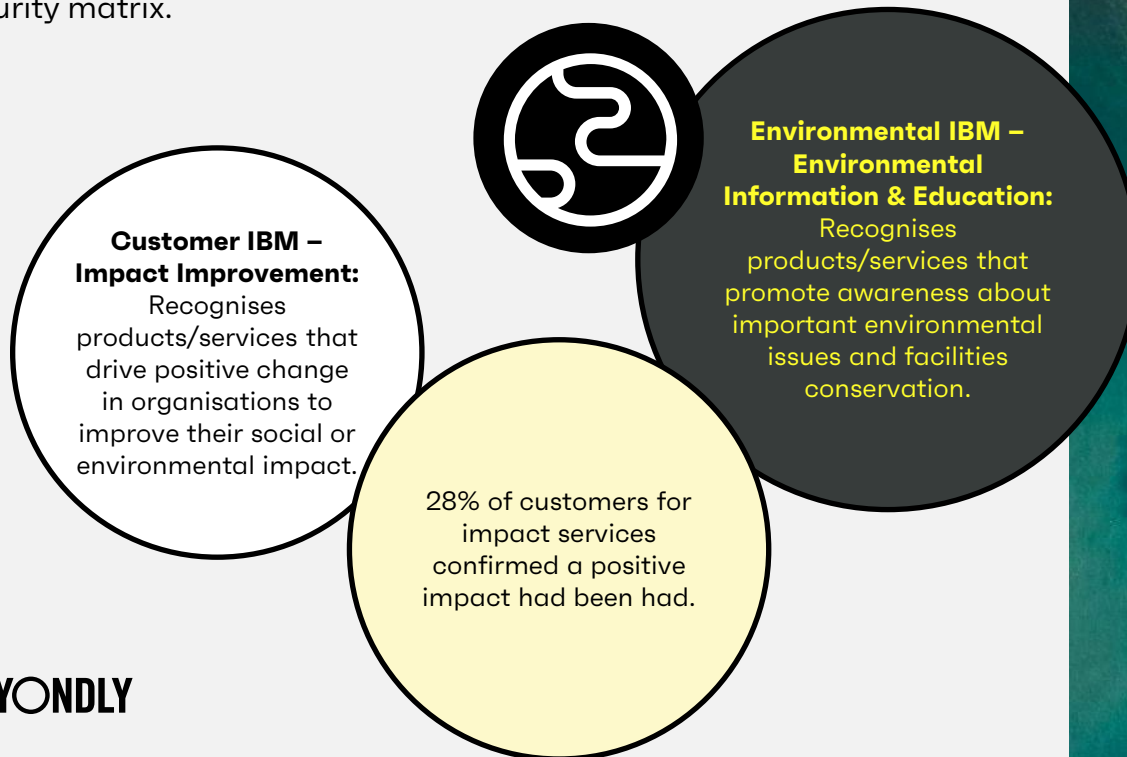 urity matrix.
Customer IBM –
Impact Improvement:
Recognises
products/services that
drive positive change
in organisations to
improve their social or
environmental impact.
Environmental IBM –
Environmental
Information & Education:
Recognises
products/services that
promote awareness about
important environmental
issues and facilities
conservation.
28% of customers for
impact services
confirmed a positive
impact had been had.
YONDLY